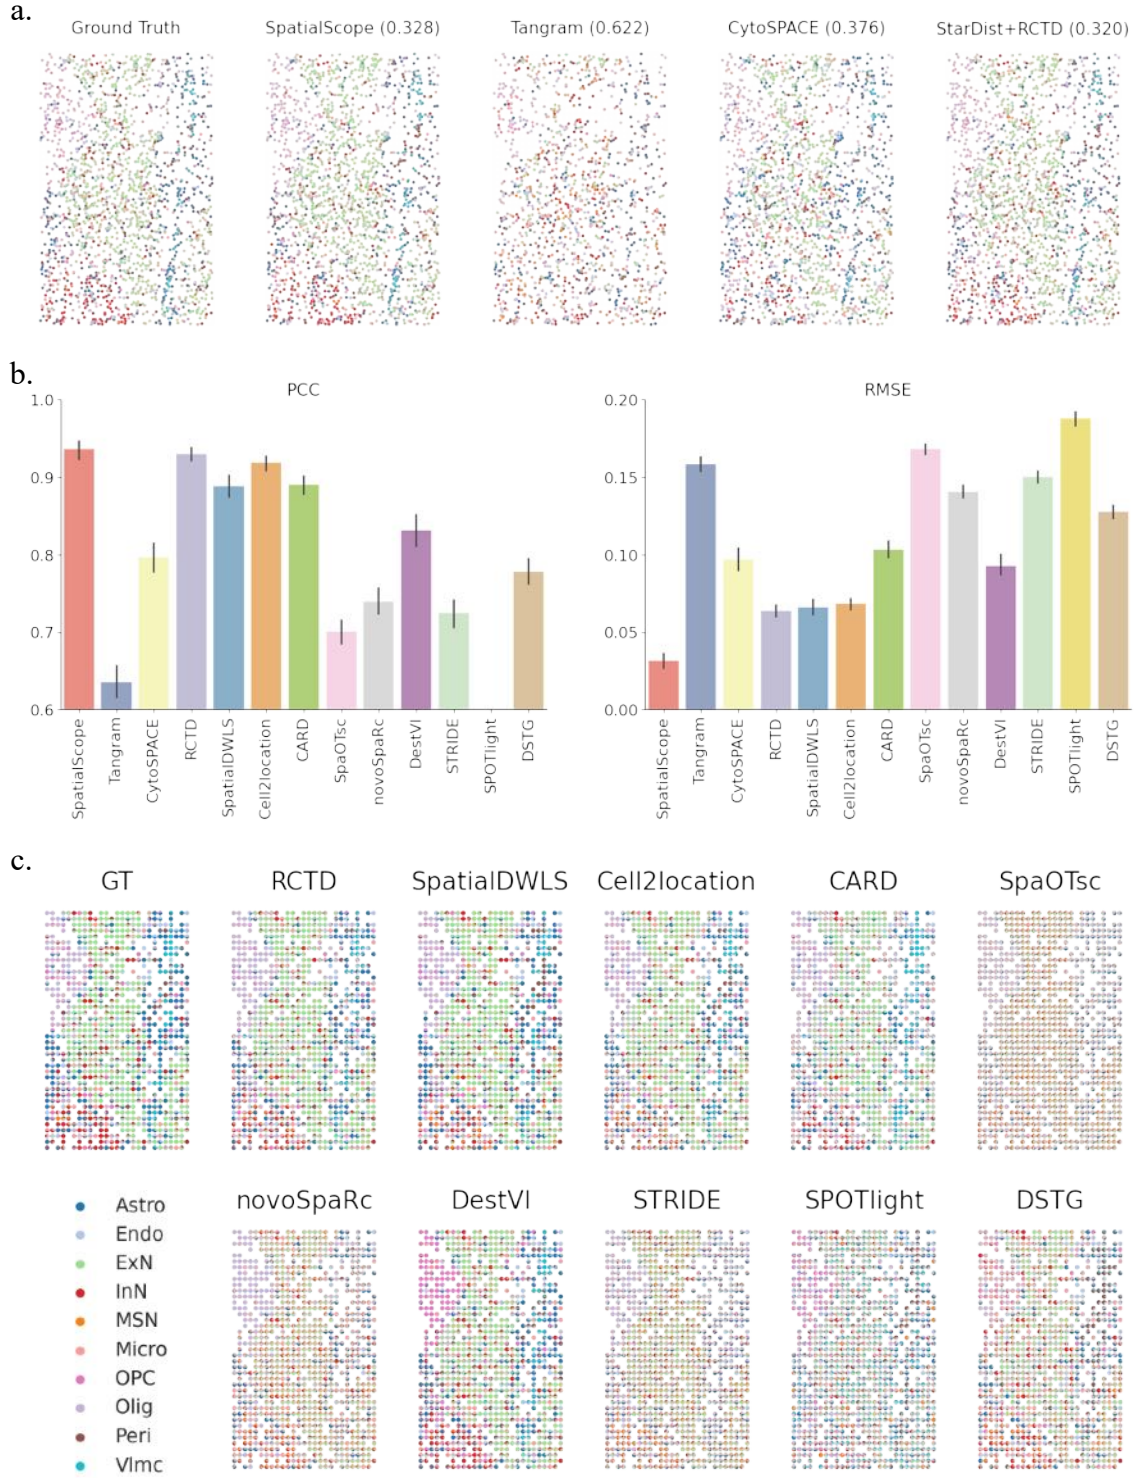 a.
Ground Truth SpatialScope (0.328) Tangram (0.622) CytoSPACE (0.376) StarDist+RCTD (0.320)
b.
PCC
1.0
0.9
0.8
0.7
0.6
SpatialScope
Tangram
CytoSPACE
RCTD
SpatialDWLS
Cell2location
CARD
SpaOTsc
novoSpaRc
DestVI
STRIDE
SPOTlight
DSTG
RMSE
0.20
0.15
0.10
0.05
0.00
SpatialScope
Tangram
CytoSPACE
RCTD
SpatialDWLS
Cell2location
CARD
SpaOTsc
novoSpaRc
DestVI
STRIDE
SPOTlight
DSTG
c.
GT RCTD SpatialDWLS Cell2location CARD SpaOTsc
novoSpaRc DestVI STRIDE SPOTlight DSTG
Astro
Endo
ExN
InN
MSN
Micro
OPC
Olig
Peri
Vlmc